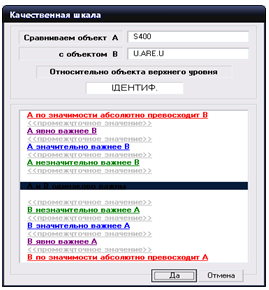 Качественная шкала
Сравниваем объект A S400
с объектом B U.ARE.U
Относительно объекта верхнего уровня
ИДЕНТИФ.
A по значимости абсолютно превосходит B
<<промежуточное значение>>
A явно важнее B
<<промежуточное значение>>
A значительно важнее B
<<промежуточное значение>>
A незначительно важнее B
<<промежуточное значение>>
A и B одинаково важны
<<промежуточное значение>>
B незначительно важнее A
<<промежуточное значение>>
B значительно важнее A
<<промежуточное значение>>
B явно важнее A
<<промежуточное значение>>
B по значимости абсолютно превосходит A
Да Отмена